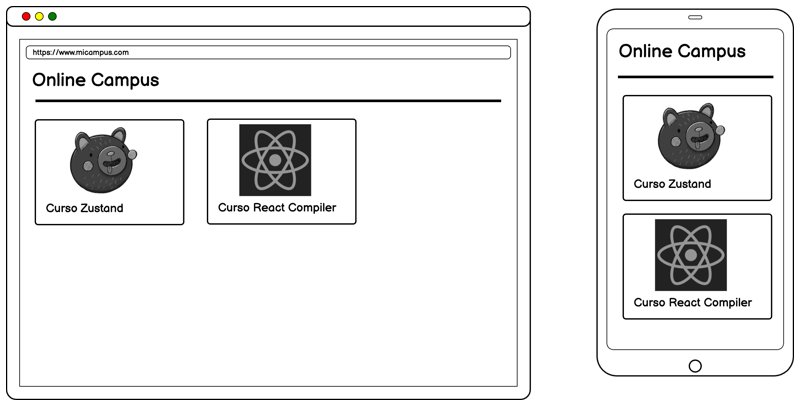 https://www.micampus.com
Online Campus
Curso Zustand
Curso React Compiler
Online Campus
Curso Zustand
Curso React Compiler